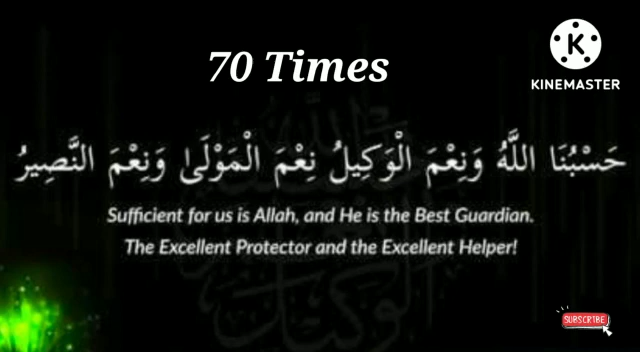 70 Times
KINEMASTER
حَسْبُنَا اللَّهُ وَنِعْمَ الْوَكِيلُ نِعْمَ الْمَوْلَىٰ وَنِعْمَ النَّصِيرُ
Sufficient for us is Allah, and He is the Best Guardian.
The Excellent Protector and the Excellent Helper!
SUBSCRIBE